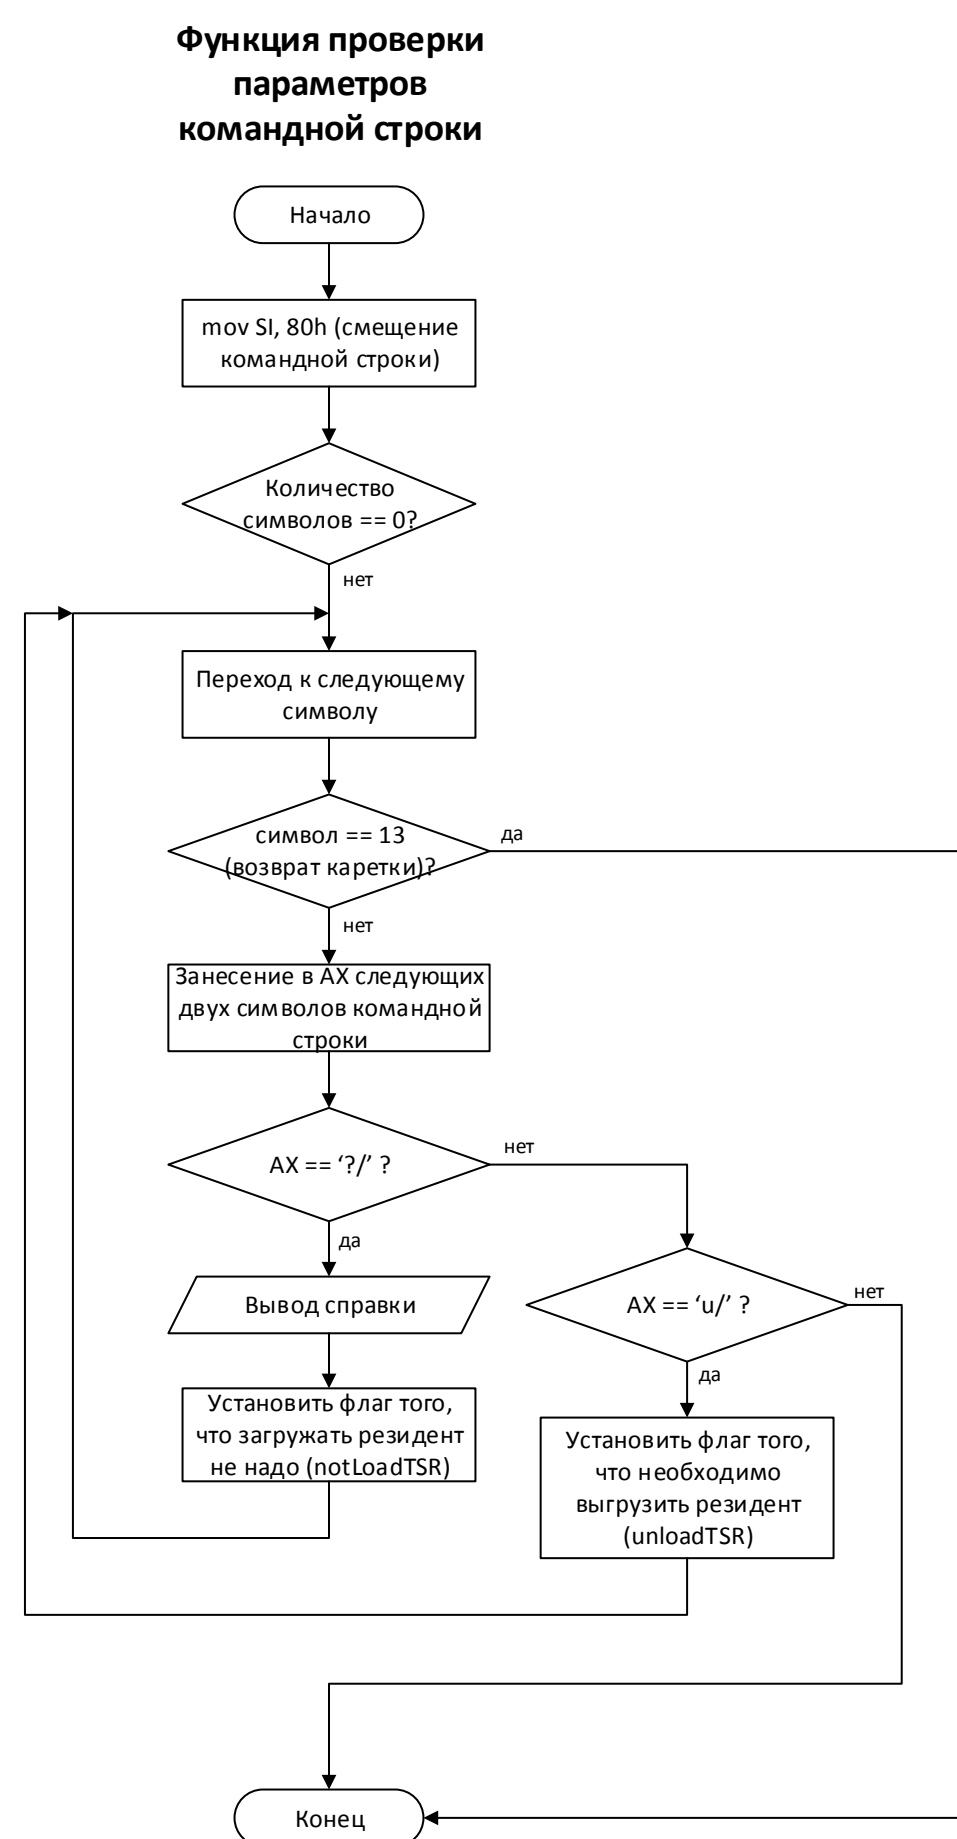 Функция проверки
параметров
командной строки
Начало
mov SI, 80h (смещение
командной строки)
Количество
символов == 0?
нет
Переход к следующему
символу
символ == 13
(возврат каретки)?
да
нет
Занесение в AX следующих
двух символов командной
строки
AX == ‘?/’ ?
нет
да
Вывод справки
AX == ‘u/’ ?
нет
да
Установить флаг того,
что загружать резидент
не надо (notLoadTSR)
Установить флаг того,
что необходимо
выгрузить резидент
(unloadTSR)
Конец